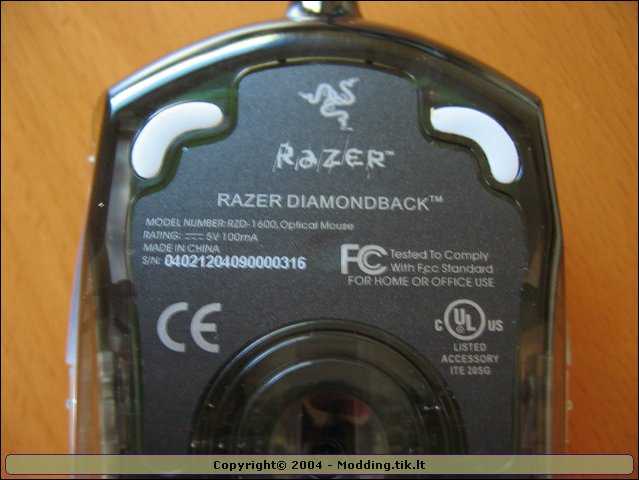 RAZER™
RAZER DIAMONDBACK™
MODEL NUMBER: RZD-1600, Optical Mouse
RATING: ⎓ 5V 100mA
MADE IN CHINA
S/N: 04021204090000316
FC Tested To Comply
With Fcc Standard
FOR HOME OR OFFICE USE
CE
C UL US
LISTED
ACCESSORY
ITE 205G
Copyright© 2004 - Modding.tik.lt